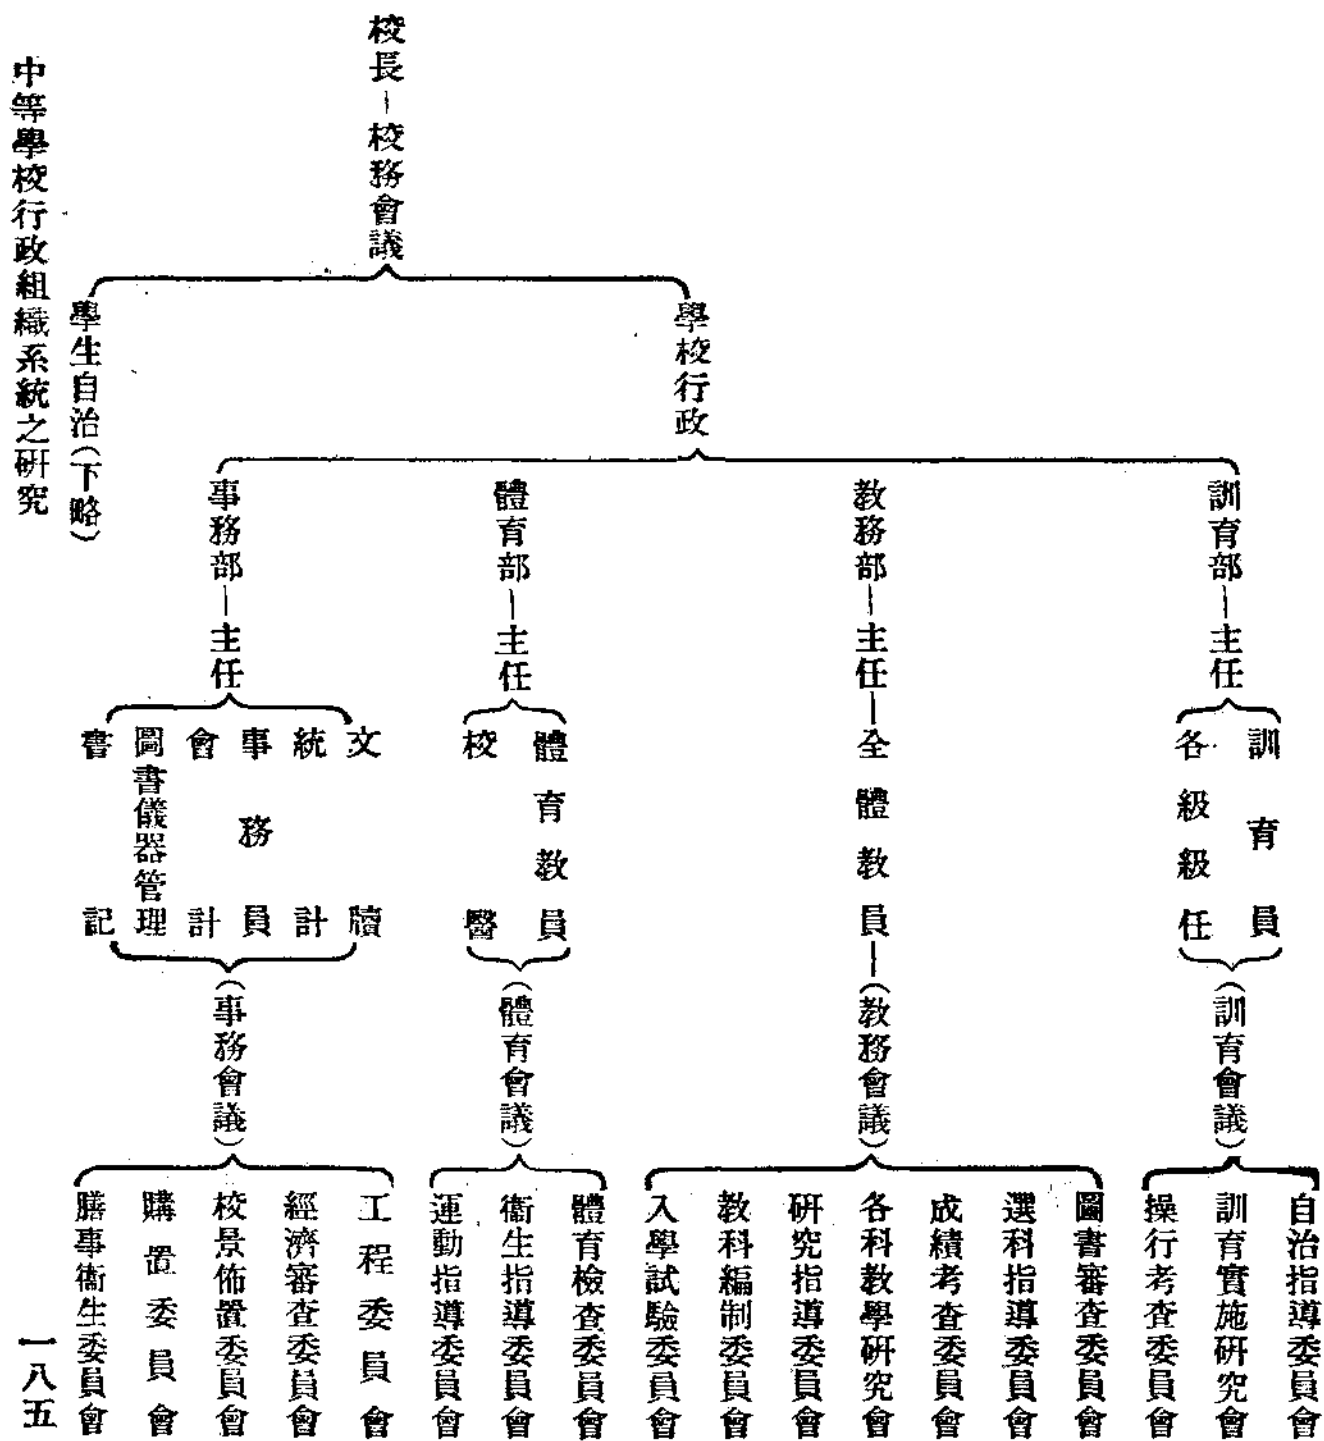 校長—校務會議
學校行政
學生自治(下略)
訓育部—主任
教務部—主任—全體教員—(教務會議)
體育部—主任
事務部—主任
訓育員
各級級任
(訓育會議)
體育教員
校醫
(體育會議)
文牘
統計
事務員
會計
圖書儀器管理
書記
(事務會議)
自治指導委員會
訓育實施研究會
操行考查委員會
圖書審查委員會
選科指導委員會
成績考查委員會
各科教學研究會
研究指導委員會
教科編制委員會
入學試驗委員會
體育檢查委員會
衞生指導委員會
運動指導委員會
工程委員會
經濟審查委員會
校景佈置委員會
購置委員會
膳事衞生委員會
中等學校行政組織系統之研究
一八五